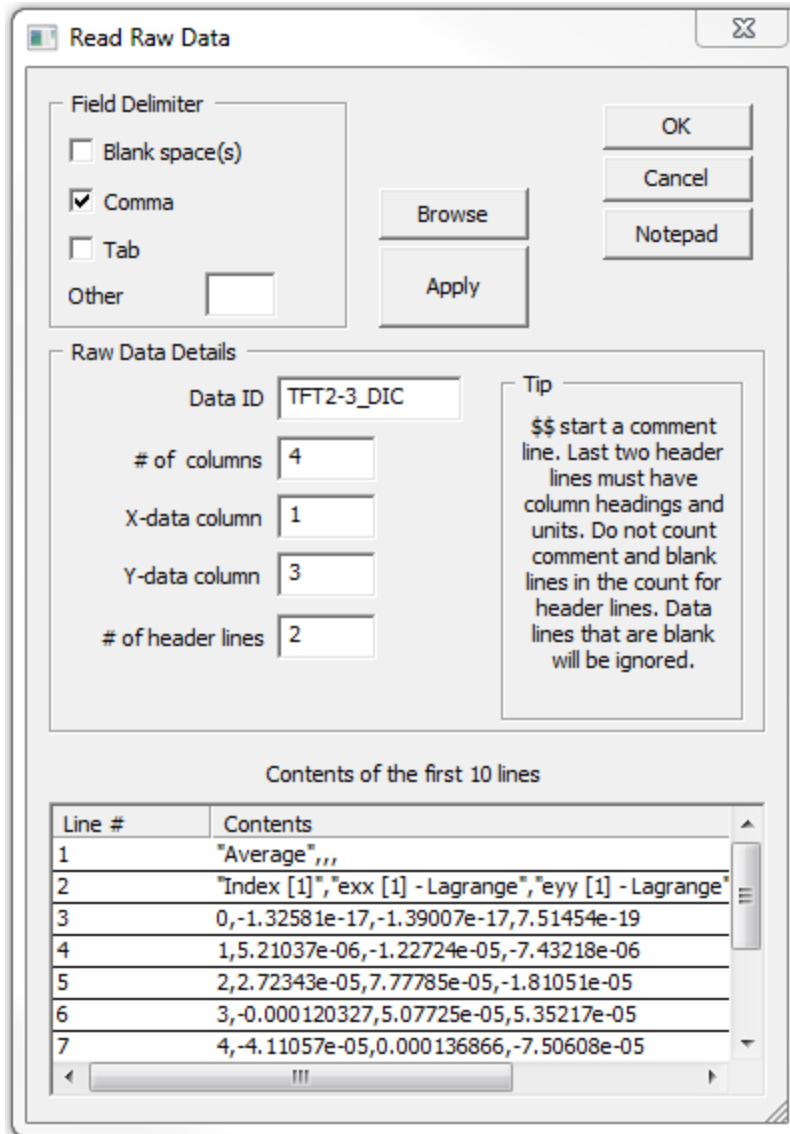 Read Raw Data
Field Delimiter
Blank space(s)
Comma
Tab
Other
Browse
Apply
OK
Cancel
Notepad
Raw Data Details
Data ID TFT2-3_DIC
# of columns 4
X-data column 1
Y-data column 3
# of header lines 2
Tip
$$ start a comment
line. Last two header
lines must have
column headings and
units. Do not count
comment and blank
lines in the count for
header lines. Data
lines that are blank
will be ignored.
Contents of the first 10 lines
Line # Contents
1 "Average",,,
2 "Index [1]","exx [1] - Lagrange","eyy [1] - Lagrange"
3 0,-1.32581e-17,-1.39007e-17,7.51454e-19
4 1,5.21037e-06,-1.22724e-05,-7.43218e-06
5 2,2.72343e-05,7.77785e-05,-1.81051e-05
6 3,-0.000120327,5.07725e-05,5.35217e-05
7 4,-4.11057e-05,0.000136866,-7.50608e-05